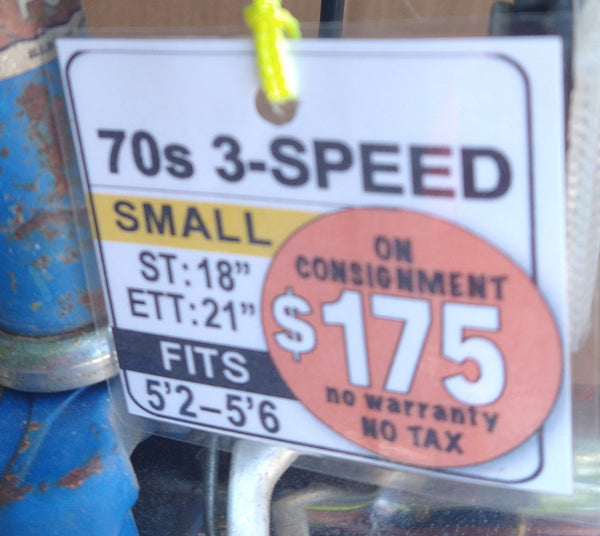 70s 3-SPEED
SMALL
ST: 18”
ETT: 21”
FITS
5’2–5’6
ON
CONSIGNMENT
$175
no warranty
NO TAX